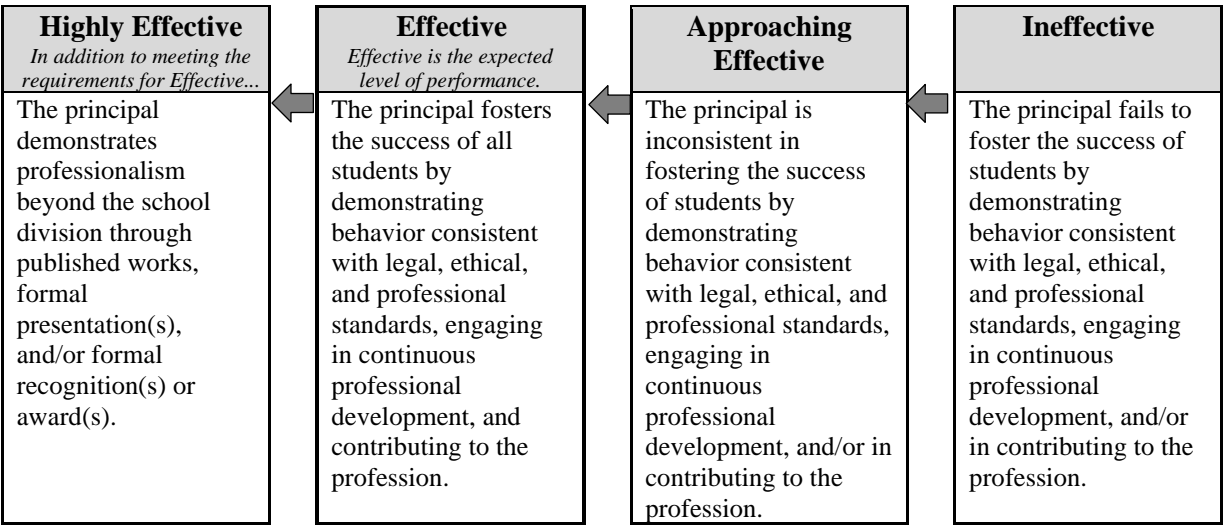 Highly Effective
In addition to meeting the
requirements for Effective...
The principal
demonstrates
professionalism
beyond the school
division through
published works,
formal
presentation(s),
and/or formal
recognition(s) or
award(s).
Effective
Effective is the expected
level of performance.
The principal fosters
the success of all
students by
demonstrating
behavior consistent
with legal, ethical,
and professional
standards, engaging
in continuous
professional
development, and
contributing to the
profession.
Approaching
Effective
The principal is
inconsistent in
fostering the success
of students by
demonstrating
behavior consistent
with legal, ethical, and
professional standards,
engaging in
continuous
professional
development, and/or in
contributing to the
profession.
Ineffective
The principal fails to
foster the success of
students by
demonstrating
behavior consistent
with legal, ethical,
and professional
standards, engaging
in continuous
professional
development, and/or
in contributing to the
profession.